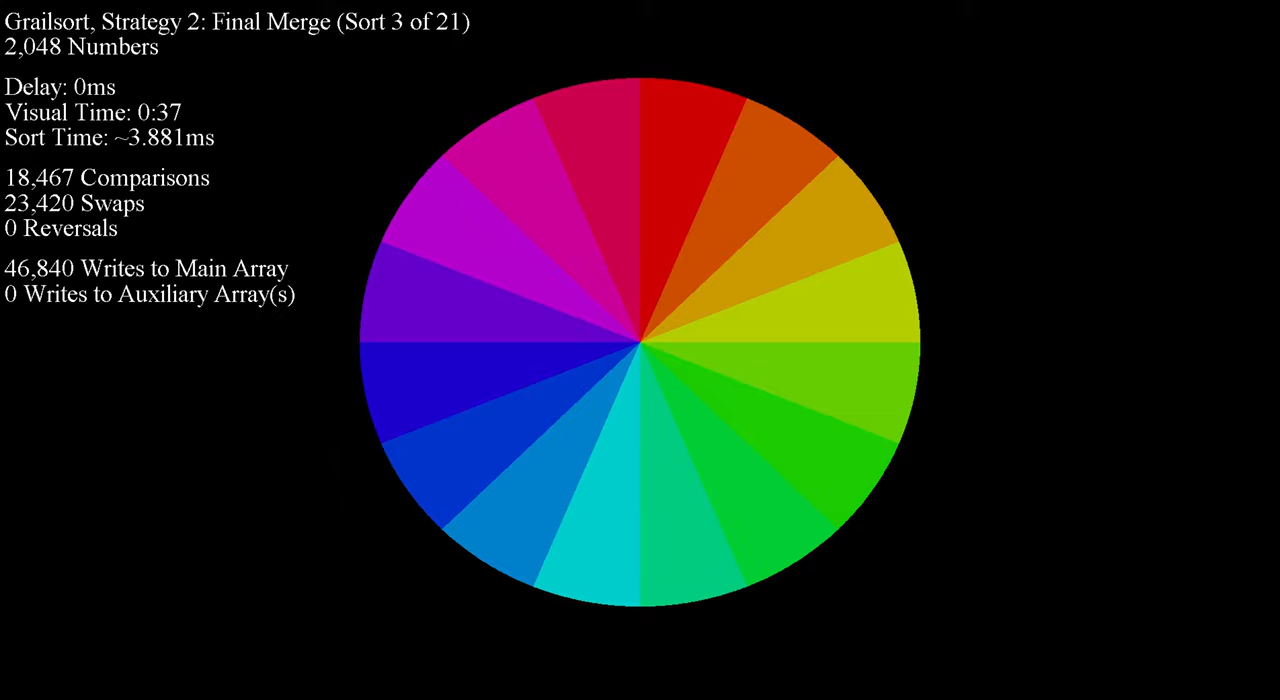 Grailsort, Strategy 2: Final Merge (Sort 3 of 21)
2,048 Numbers
Delay: 0ms
Visual Time: 0:37
Sort Time: ~3.881ms
18,467 Comparisons
23,420 Swaps
0 Reversals
46,840 Writes to Main Array
0 Writes to Auxiliary Array(s)